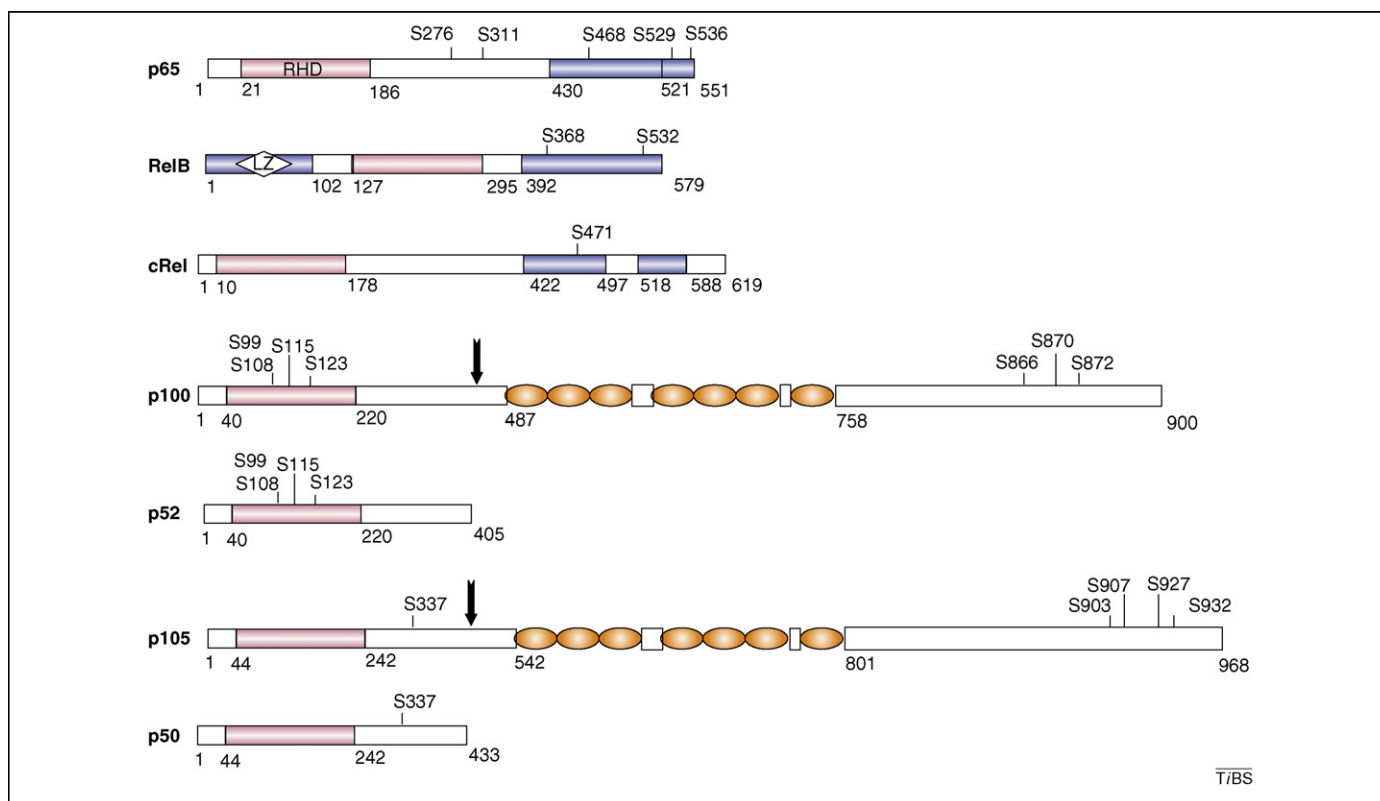 S276 S311 S468 S529 S536
p65 RHD
1 21 186 430 521 551
S368 S532
RelB LZ
1 102 127 295 392 579
S471
cRel
1 10 178 422 497 518 588 619
S99 S115 S870
S108 S123 S866 S872
p100
1 40 220 487 758 900
S99 S115
S108 S123
p52
1 40 220 405
S907 S927
S337 S903 S932
p105
1 44 242 542 801 968
S337
p50
1 44 242 433
TiBS